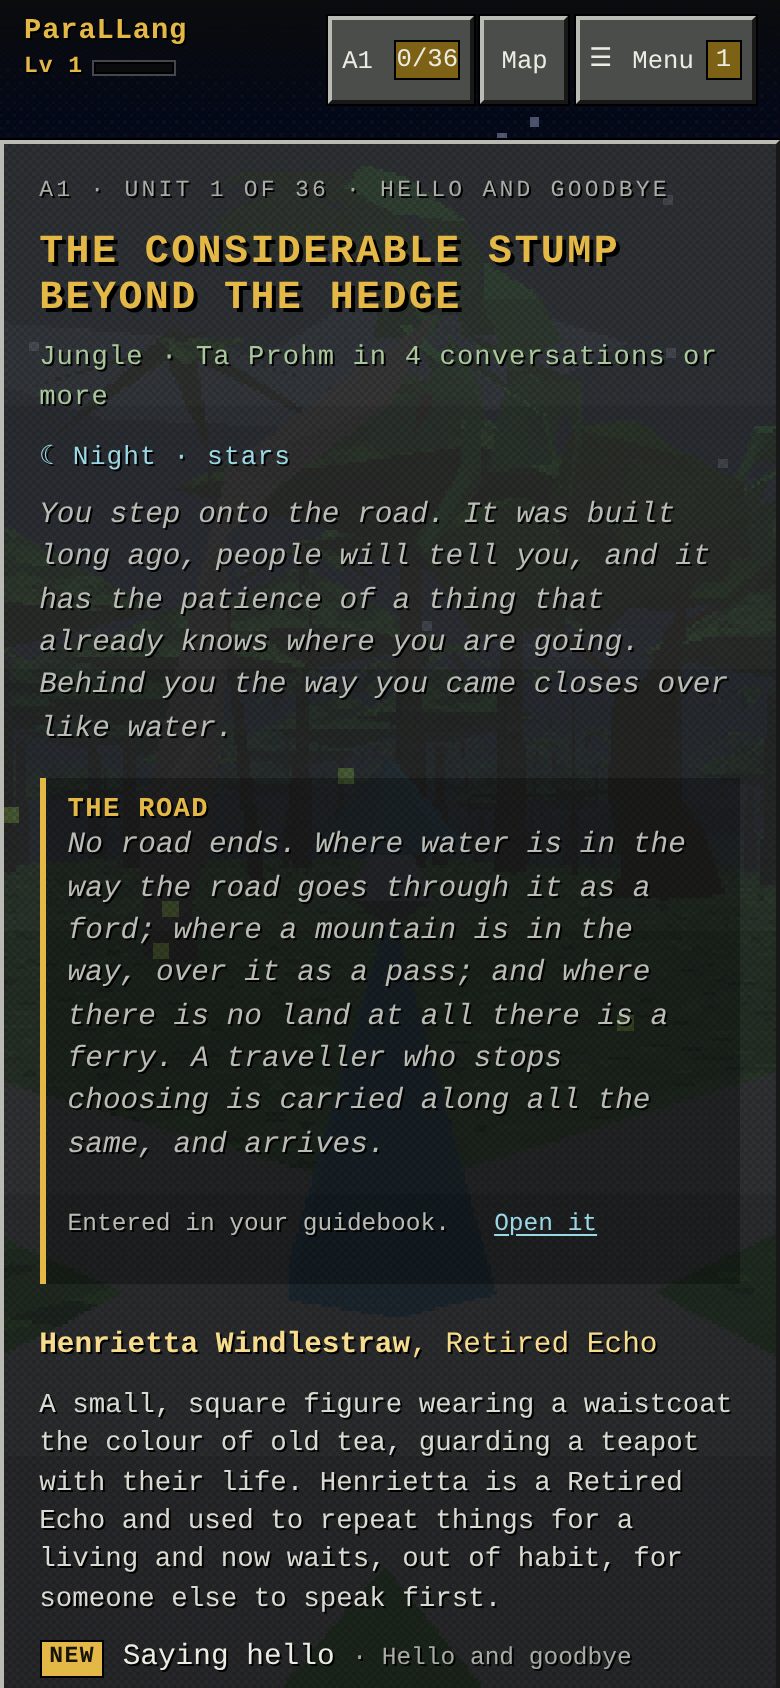 ParaLLang
Lv 1
A1 0/36
Map
☰ Menu 1
A1 · UNIT 1 OF 36 · HELLO AND GOODBYE
THE CONSIDERABLE STUMP
BEYOND THE HEDGE
Jungle · Ta Prohm in 4 conversations or
more
☾ Night · stars
You step onto the road. It was built
long ago, people will tell you, and it
has the patience of a thing that
already knows where you are going.
Behind you the way you came closes over
like water.
THE ROAD
No road ends. Where water is in the
way the road goes through it as a
ford; where a mountain is in the
way, over it as a pass; and where
there is no land at all there is a
ferry. A traveller who stops
choosing is carried along all the
same, and arrives.
Entered in your guidebook. Open it
Henrietta Windlestraw, Retired Echo
A small, square figure wearing a waistcoat
the colour of old tea, guarding a teapot
with their life. Henrietta is a Retired
Echo and used to repeat things for a
living and now waits, out of habit, for
someone else to speak first.
NEW Saying hello · Hello and goodbye